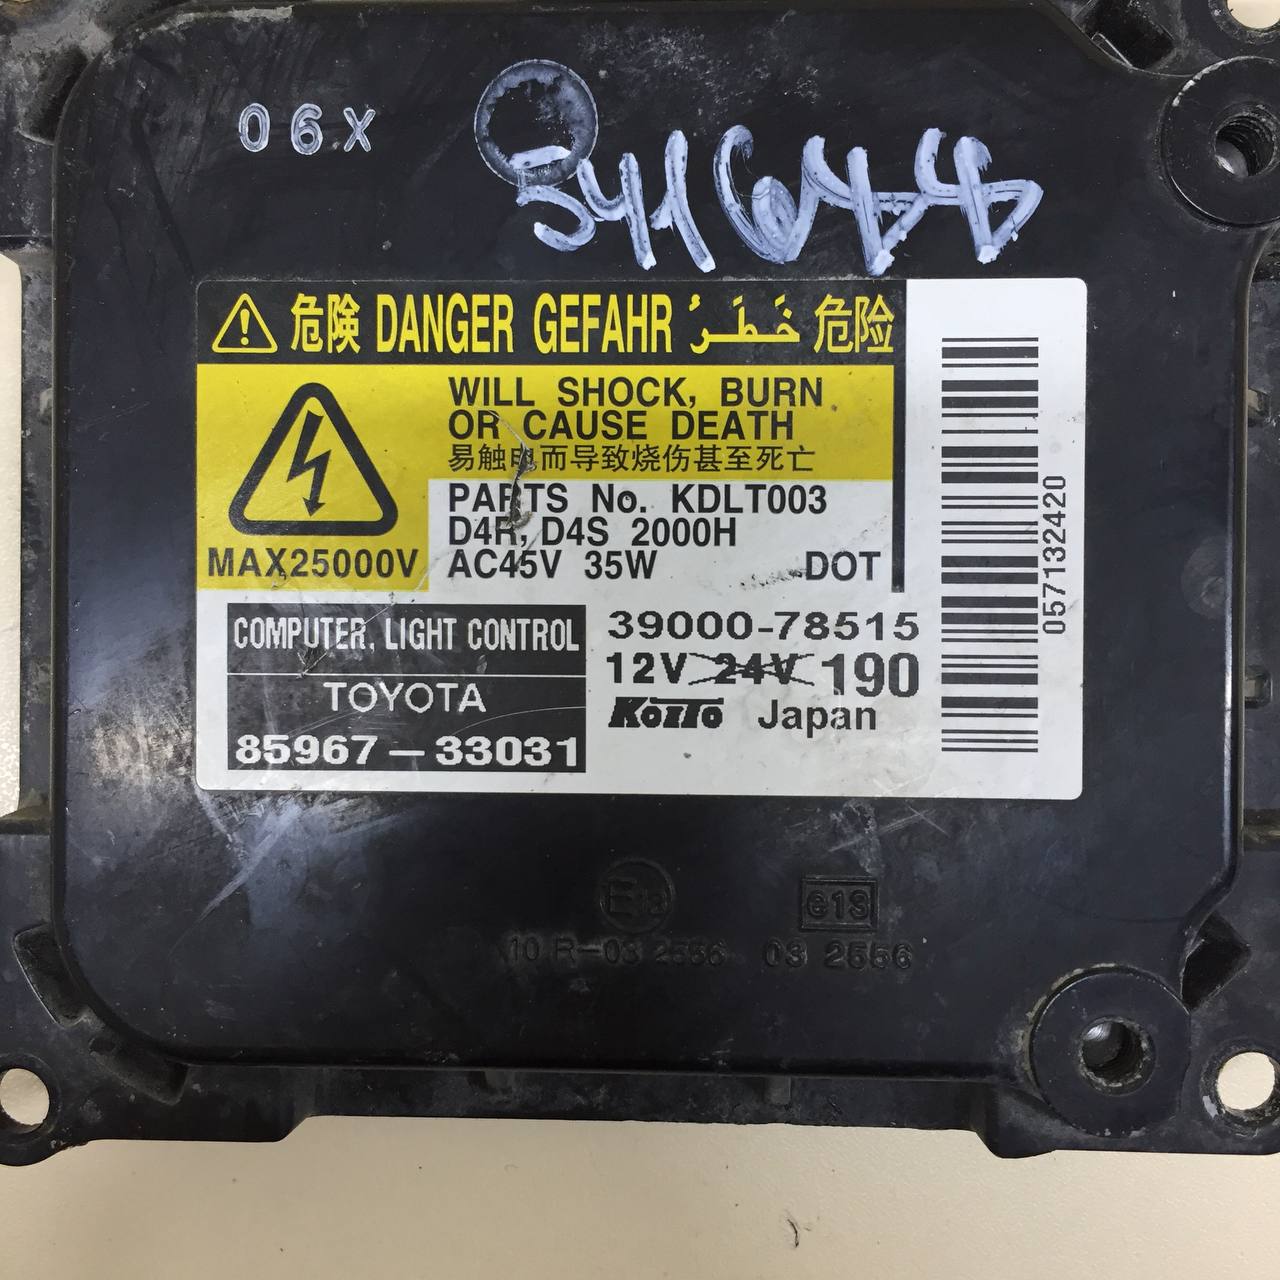 06X
危険 DANGER GEFAHR خَطَرُ 危险
WILL SHOCK, BURN
OR CAUSE DEATH
易触电而导致烧伤甚至死亡
MAX25000V
PARTS No. KDLT003
D4R, D4S 2000H
AC45V 35W DOT
COMPUTER, LIGHT CONTROL
TOYOTA
85967-33031
39000-78515
12V 24V 190
KOITO Japan
057132420
E13
10 R-03 2556
e13
03 2556